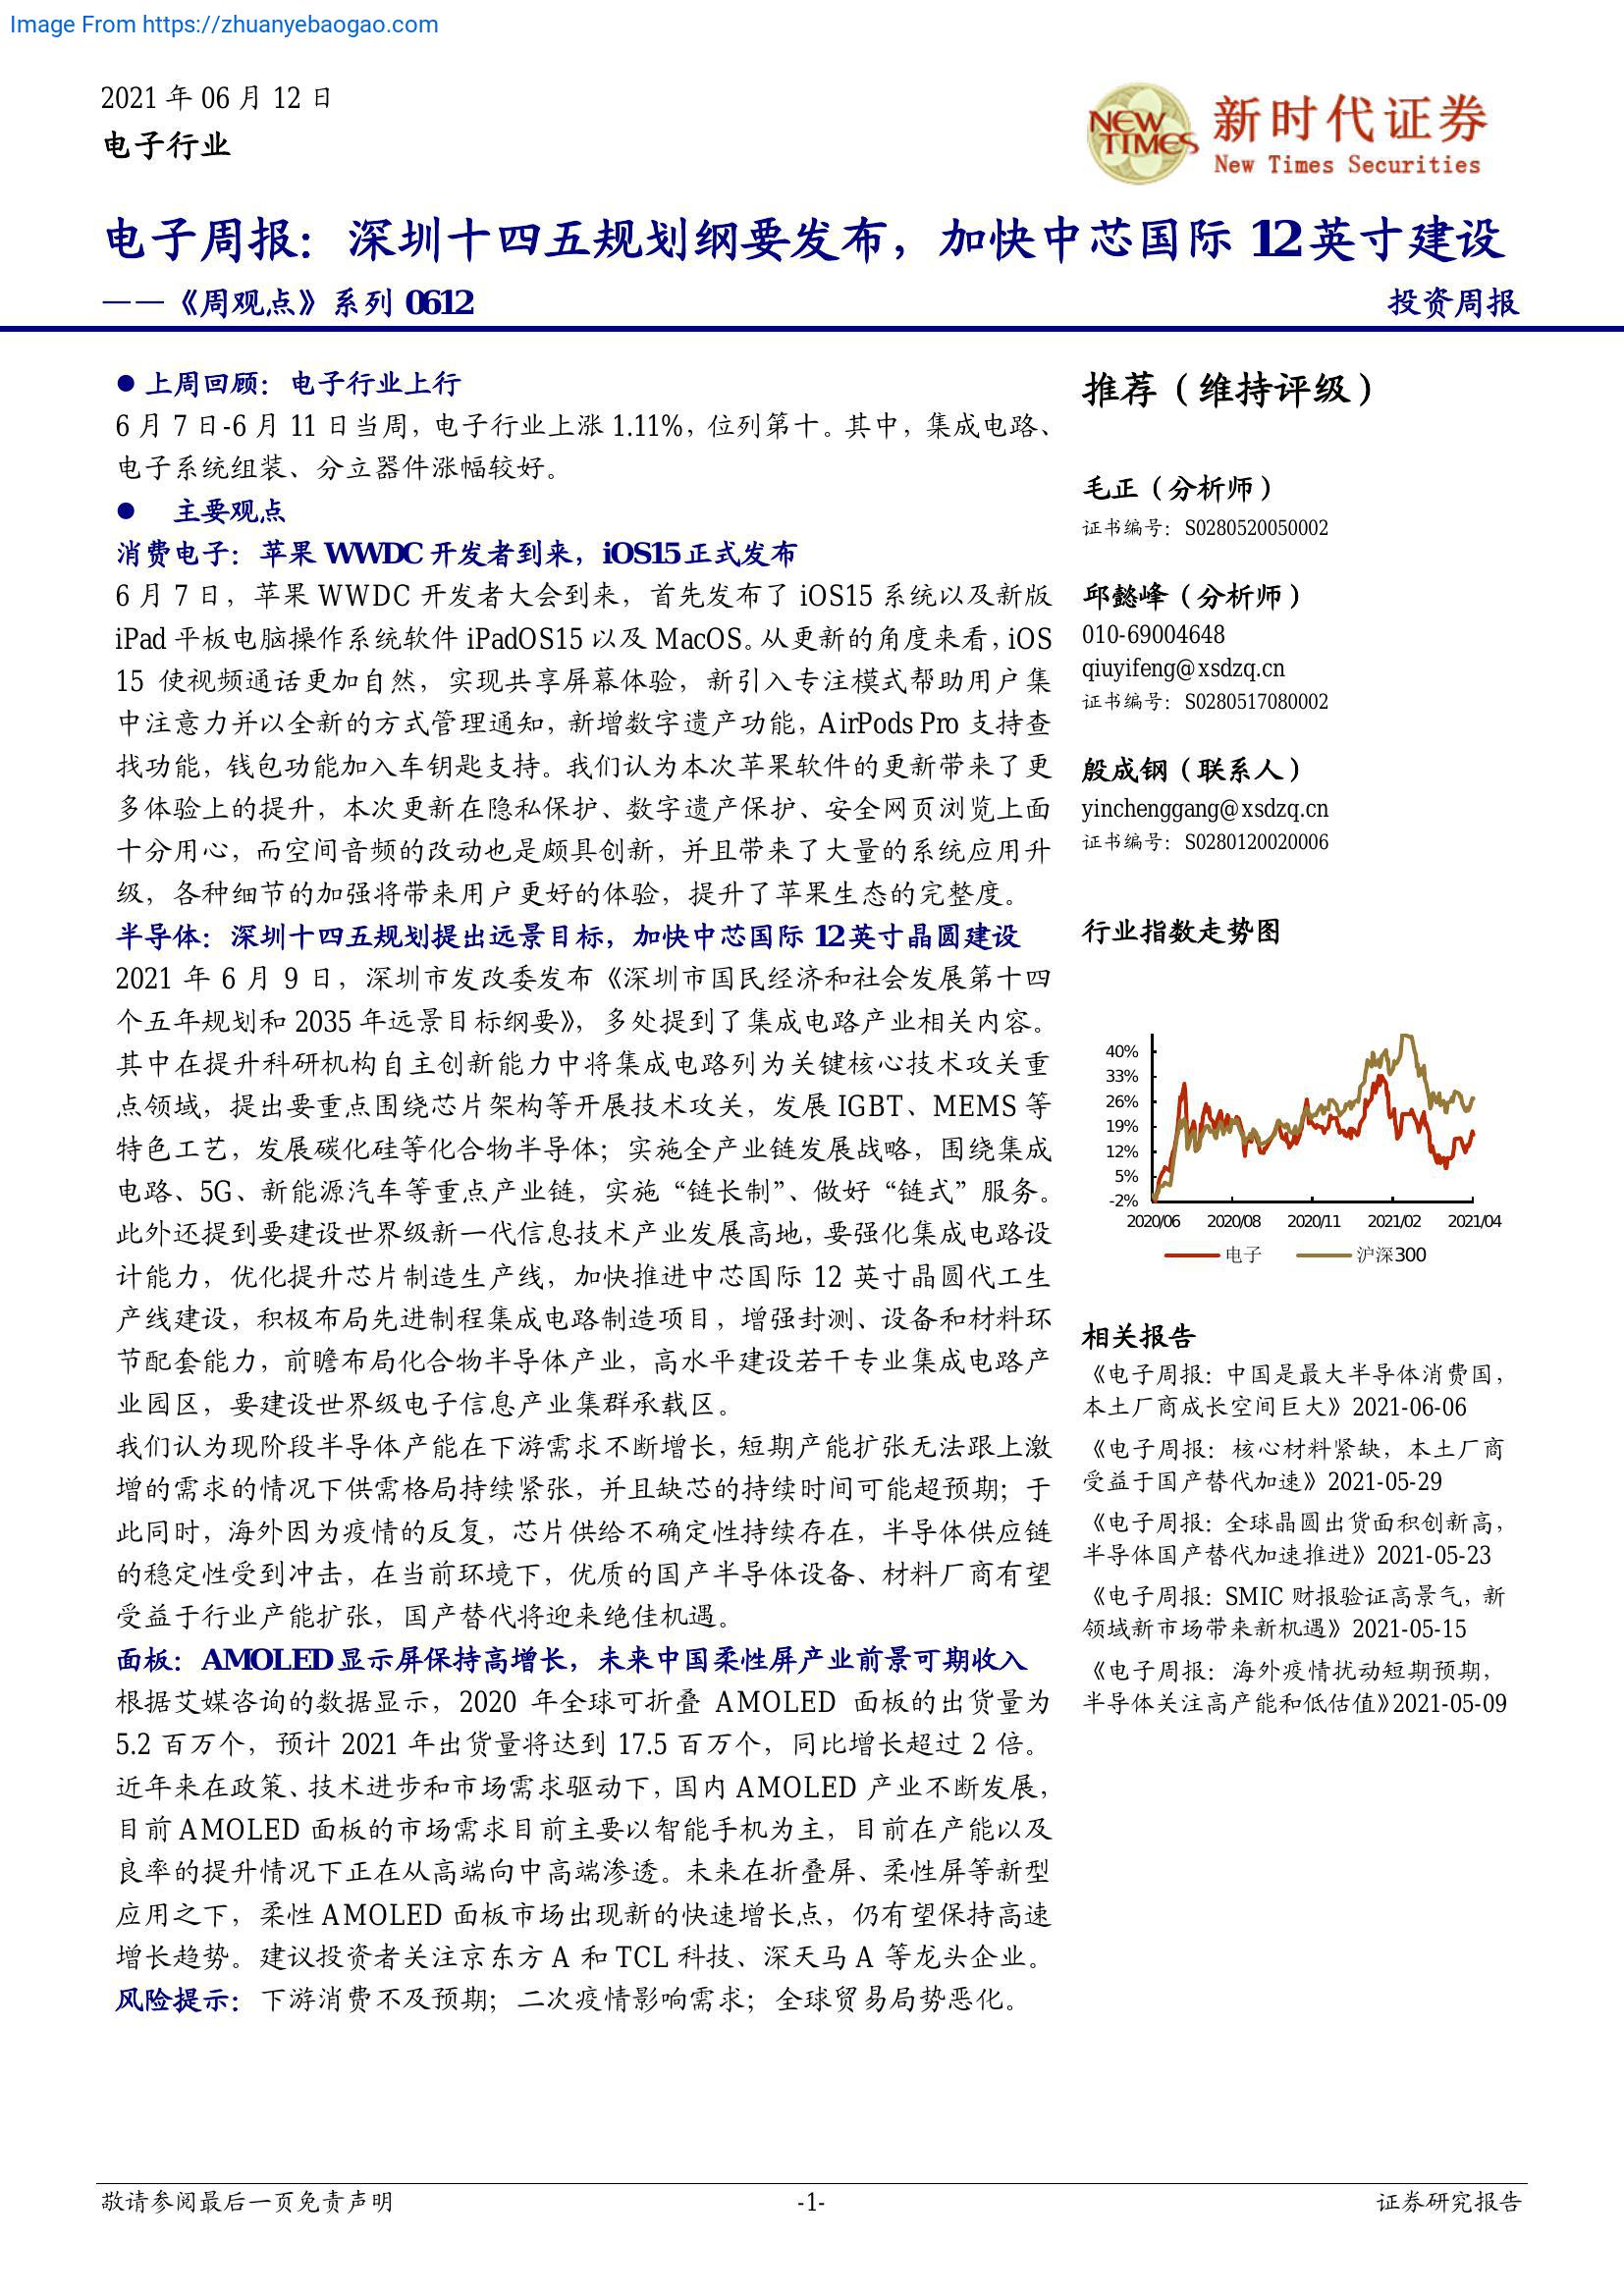 Image From https://zhuanyebaogao.com
2021 年 06 月 12 日
电子行业
NEW TIMES
新时代证券
New Times Securities
电子周报：深圳十四五规划纲要发布，加快中芯国际 12 英寸建设
——《周观点》系列 0612
投资周报
● 上周回顾：电子行业上行
6 月 7 日-6 月 11 日当周，电子行业上涨 1.11%，位列第十。其中，集成电路、
电子系统组装、分立器件涨幅较好。
● 主要观点
消费电子：苹果 WWDC 开发者到来，iOS15 正式发布
6 月 7 日，苹果 WWDC 开发者大会到来，首先发布了 iOS15 系统以及新版
iPad 平板电脑操作系统软件 iPadOS15 以及 MacOS。从更新的角度来看，iOS
15 使视频通话更加自然，实现共享屏幕体验，新引入专注模式帮助用户集
中注意力并以全新的方式管理通知，新增数字遗产功能，AirPods Pro 支持查
找功能，钱包功能加入车钥匙支持。我们认为本次苹果软件的更新带来了更
多体验上的提升，本次更新在隐私保护、数字遗产保护、安全网页浏览上面
十分用心，而空间音频的改动也是颇具创新，并且带来了大量的系统应用升
级，各种细节的加强将带来用户更好的体验，提升了苹果生态的完整度。
半导体：深圳十四五规划提出远景目标，加快中芯国际 12 英寸晶圆建设
2021 年 6 月 9 日，深圳市发改委发布《深圳市国民经济和社会发展第十四
个五年规划和 2035 年远景目标纲要》，多处提到了集成电路产业相关内容。
其中在提升科研机构自主创新能力中将集成电路列为关键核心技术攻关重
点领域，提出要重点围绕芯片架构等开展技术攻关，发展 IGBT、MEMS 等
特色工艺，发展碳化硅等化合物半导体；实施全产业链发展战略，围绕集成
电路、5G、新能源汽车等重点产业链，实施“链长制”、做好“链式”服务。
此外还提到要建设世界级新一代信息技术产业发展高地，要强化集成电路设
计能力，优化提升芯片制造生产线，加快推进中芯国际 12 英寸晶圆代工生
产线建设，积极布局先进制程集成电路制造项目，增强封测、设备和材料环
节配套能力，前瞻布局化合物半导体产业，高水平建设若干专业集成电路产
业园区，要建设世界级电子信息产业集群承载区。
我们认为现阶段半导体产能在下游需求不断增长，短期产能扩张无法跟上激
增的需求的情况下供需格局持续紧张，并且缺芯的持续时间可能超预期；于
此同时，海外因为疫情的反复，芯片供给不确定性持续存在，半导体供应链
的稳定性受到冲击，在当前环境下，优质的国产半导体设备、材料厂商有望
受益于行业产能扩张，国产替代将迎来绝佳机遇。
面板：AMOLED 显示屏保持高增长，未来中国柔性屏产业前景可期收入
根据艾媒咨询的数据显示，2020 年全球可折叠 AMOLED 面板的出货量为
5.2 百万个，预计 2021 年出货量将达到 17.5 百万个，同比增长超过 2 倍。
近年来在政策、技术进步和市场需求驱动下，国内 AMOLED 产业不断发展，
目前 AMOLED 面板的市场需求目前主要以智能手机为主，目前在产能以及
良率的提升情况下正在从高端向中高端渗透。未来在折叠屏、柔性屏等新型
应用之下，柔性 AMOLED 面板市场出现新的快速增长点，仍有望保持高速
增长趋势。建议投资者关注京东方 A 和 TCL 科技、深天马 A 等龙头企业。
风险提示：下游消费不及预期；二次疫情影响需求；全球贸易局势恶化。
推荐（维持评级）
毛正（分析师）
证书编号：S0280520050002
邱懿峰（分析师）
010-69004648
qiuyifeng@xsdzq.cn
证书编号：S0280517080002
殷成钢（联系人）
yinchenggang@xsdzq.cn
证书编号：S0280120020006
行业指数走势图
40%
33%
26%
19%
12%
5%
-2%
2020/06 2020/08 2020/11 2021/02 2021/04
电子 沪深300
相关报告
《电子周报：中国是最大半导体消费国，
本土厂商成长空间巨大》2021-06-06
《电子周报：核心材料紧缺，本土厂商
受益于国产替代加速》2021-05-29
《电子周报：全球晶圆出货面积创新高，
半导体国产替代加速推进》2021-05-23
《电子周报：SMIC 财报验证高景气，新
领域新市场带来新机遇》2021-05-15
《电子周报：海外疫情扰动短期预期，
半导体关注高产能和低估值》2021-05-09
敬请参阅最后一页免责声明
-1-
证券研究报告